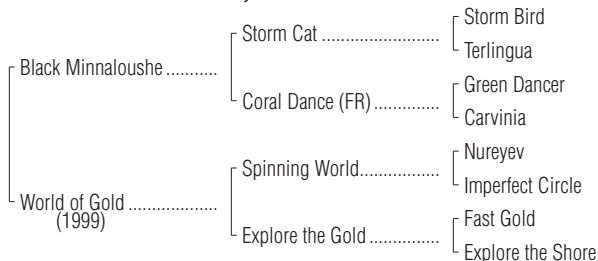 Storm Bird
Storm Cat ......................
Terlingua
Black Minnaloushe ..........
Green Dancer
Coral Dance (FR) ..............
Carvinia
Nureyev
Spinning World.................
Imperfect Circle
World of Gold ..................
(1999)
Fast Gold
Explore the Gold ...............
Explore the Shore